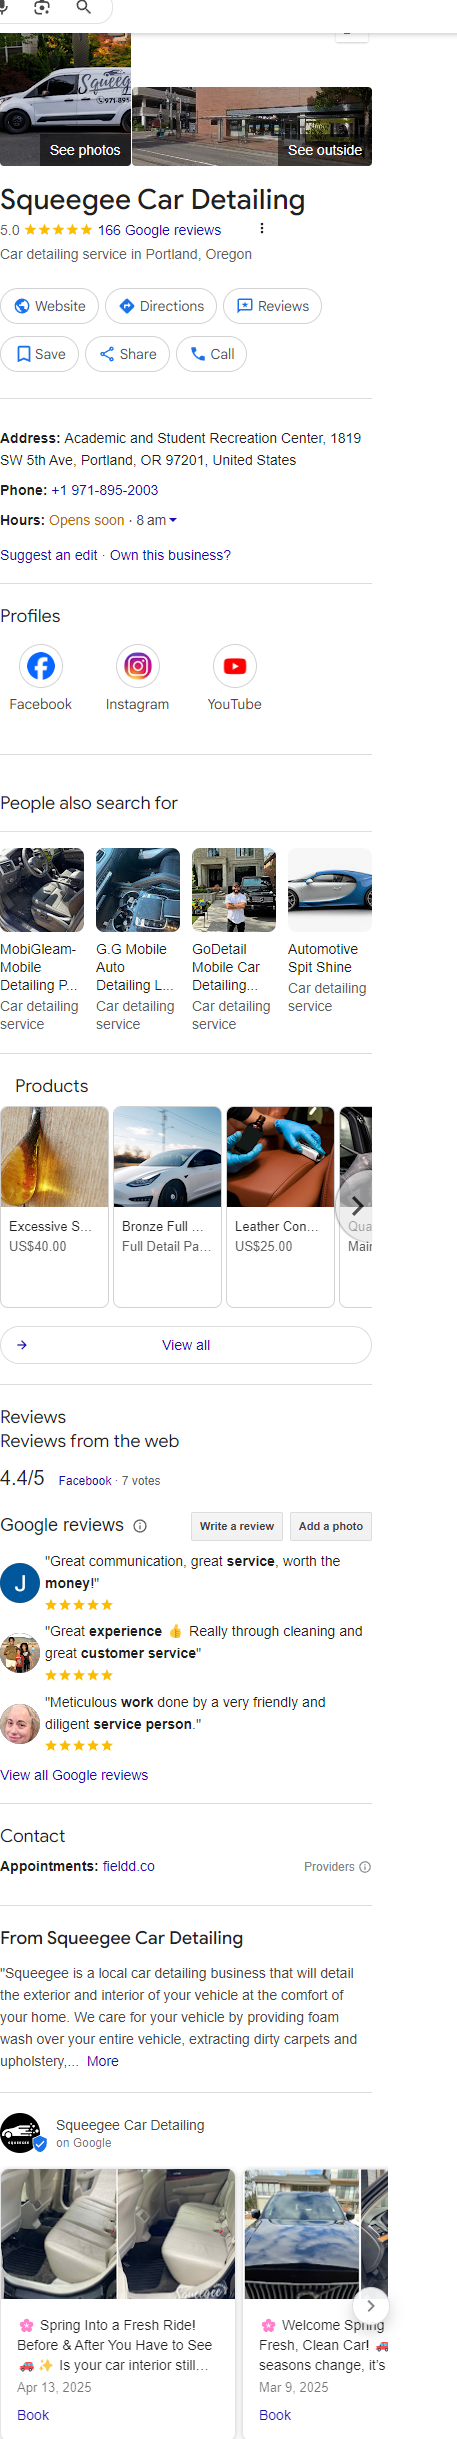 Squeeg
971-895
See photos
See outside
Squeegee Car Detailing
5.0 ★★★★★ 166 Google reviews
Car detailing service in Portland, Oregon
Website
Directions
Reviews
Save
Share
Call
Address: Academic and Student Recreation Center, 1819
SW 5th Ave, Portland, OR 97201, United States
Phone: +1 971-895-2003
Hours: Opens soon · 8 am
Suggest an edit · Own this business?
Profiles
Facebook
Instagram
YouTube
People also search for
MobiGleam-
Mobile
Detailing P...
Car detailing
service
G.G Mobile
Auto
Detailing L...
Car detailing
service
GoDetail
Mobile Car
Detailing...
Car detailing
service
Automotive
Spit Shine
Car detailing
service
Products
Excessive S...
US$40.00
Bronze Full ...
Full Detail Pa...
Leather Con...
US$25.00
Qua
Mair
View all
Reviews
Reviews from the web
4.4/5 Facebook · 7 votes
Google reviews
Write a review
Add a photo
J
"Great communication, great service, worth the
money!"
★★★★★
"Great experience 👍 Really through cleaning and
great customer service"
★★★★★
"Meticulous work done by a very friendly and
diligent service person."
★★★★★
View all Google reviews
Contact
Appointments: fieldd.co
Providers
From Squeegee Car Detailing
"Squeegee is a local car detailing business that will detail
the exterior and interior of your vehicle at the comfort of
your home. We care for your vehicle by providing foam
wash over your entire vehicle, extracting dirty carpets and
upholstery,... More
SQUEEGEE
Squeegee Car Detailing
on Google
Squeegee
🌸 Spring Into a Fresh Ride!
Before & After You Have to See
🚗 ✨ Is your car interior still...
Apr 13, 2025
Book
🌸 Welcome Spring
Fresh, Clean Car! 🚗
seasons change, it's
Mar 9, 2025
Book